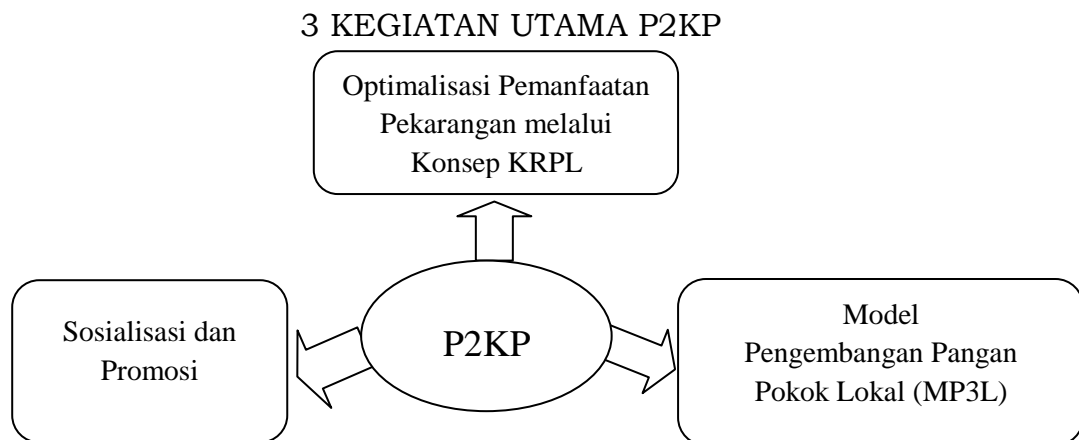 3 KEGIATAN UTAMA P2KP
Optimalisasi Pemanfaatan
Pekarangan melalui
Konsep KRPL
Sosialisasi dan
Promosi
P2KP
Model
Pengembangan Pangan
Pokok Lokal (MP3L)